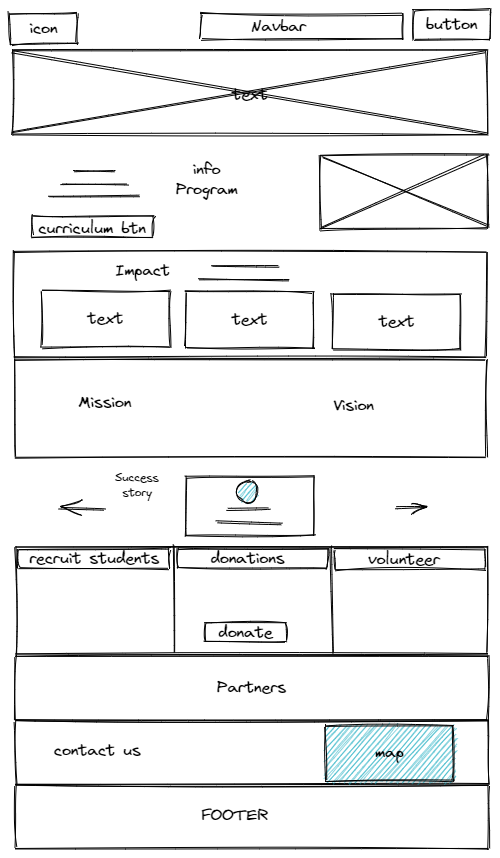 icon
Navbar
button
text
info
Program
curriculum btn
Impact
text
text
text
Mission
Vision
Success
story
recruit students
donations
volunteer
donate
Partners
contact us
map
FOOTER